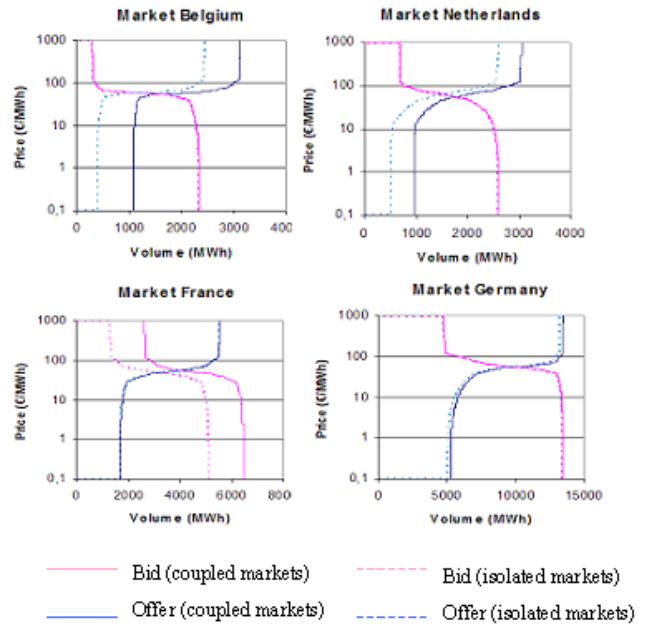 Market Belgium
Price (€/MWh)
1000
100
10
1
0,1
0 1000 2000 3000 400
Volume (MWh)
Market Netherlands
Price (€/MWh)
1000
100
10
1
0,1
0 1000 2000 3000 4000
Volume (MWh)
Market France
Price (€/MWh)
1000
100
10
1
0,1
0 2000 4000 6000 800
Volume (MWh)
Market Germany
Price (€/MWh)
1000
100
10
1
0,1
0 5000 10000 15000
Volume (MWh)
Bid (coupled markets)
Bid (isolated markets)
Offer (coupled markets)
Offer (isolated markets)